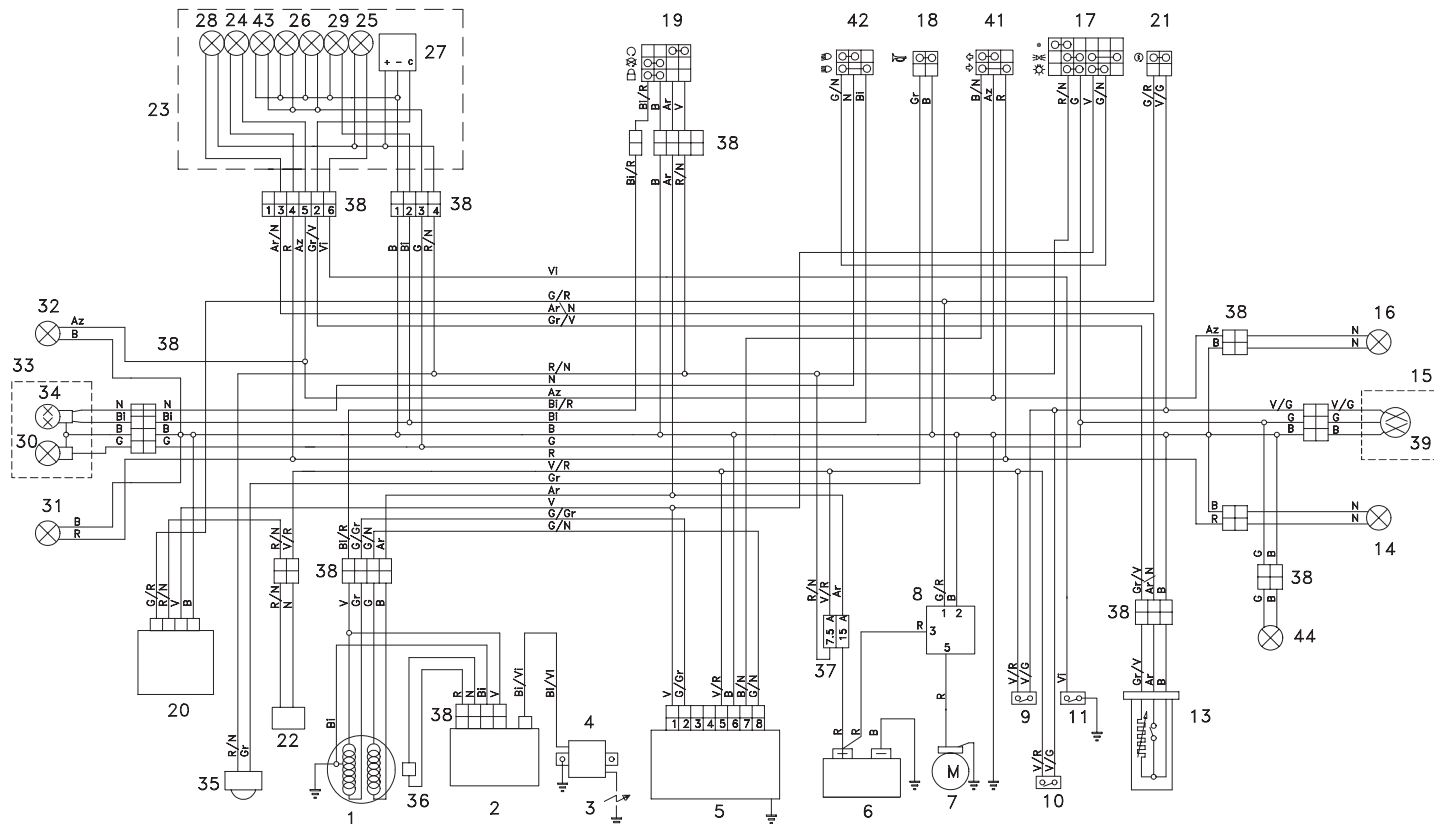 28 24 43 26 29 25
27
+ - c
23
19
42
18
41
17
21
Bi/R B Ar V
G/N N Bi
Gr B
B/N Az R
R/N G V G/N
G/R V/G
38
Bi/R B Ar R/N
1 3 4 5 2 6
38
1 2 3 4
38
Ar/N R Az Gr/V Vi
B Bi G R/N
Vi
G/R
Ar\N
Gr/V
32
Az
B
38
38
Az
B
N
N
16
33
R/N
N
Az
Bi/R
Bi
B
G
R
V/R
Gr
Ar
V
G/Gr
G/N
34
N N
Bi Bi
B B
G G
30
15
V/G V/G
G G
B B
39
31
B
R
B
R
N
N
14
R/N V/R
Bi/R G/Gr G/N Ar
38
R/N N
V Gr G B
G/R R/N V B
20
22
R/N V/R Ar
7.5 A 15 A
37
8
G/R B
1 2
3
5
R
R
Gr/V Ar\N B
38
Gr/V Ar B
13
G B
38
G B
44
Bi
R N Bi V
38
Bi/Vi Bi/Vi
4
V G/Gr V/R B B/N G/N
1 2 3 4 5 6 7 8
R R B
V/R V/G
9
Vi
11
V/R V/G
10
R/N Gr
35
1
36
2
3
5
6
M
7